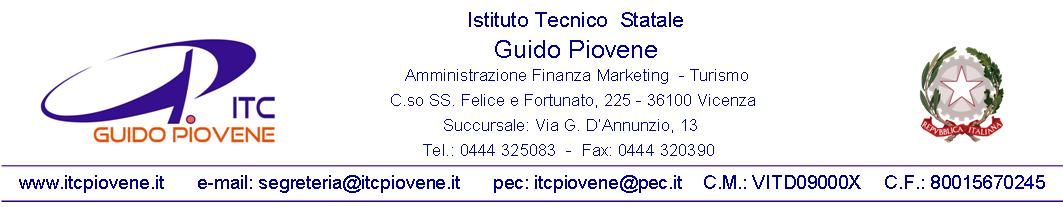 Istituto Tecnico Statale
Guido Piovene
Amministrazione Finanza Marketing - Turismo
C.so SS. Felice e Fortunato, 225 - 36100 Vicenza
Succursale: Via G. D'Annunzio, 13
Tel.: 0444 325083 - Fax: 0444 320390
ITC
GUIDO PIOVENE
REPVBBLICA ITALIANA
www.itcpiovene.it e-mail: segreteria@itcpiovene.it pec: itcpiovene@pec.it C.M.: VITD09000X C.F.: 80015670245